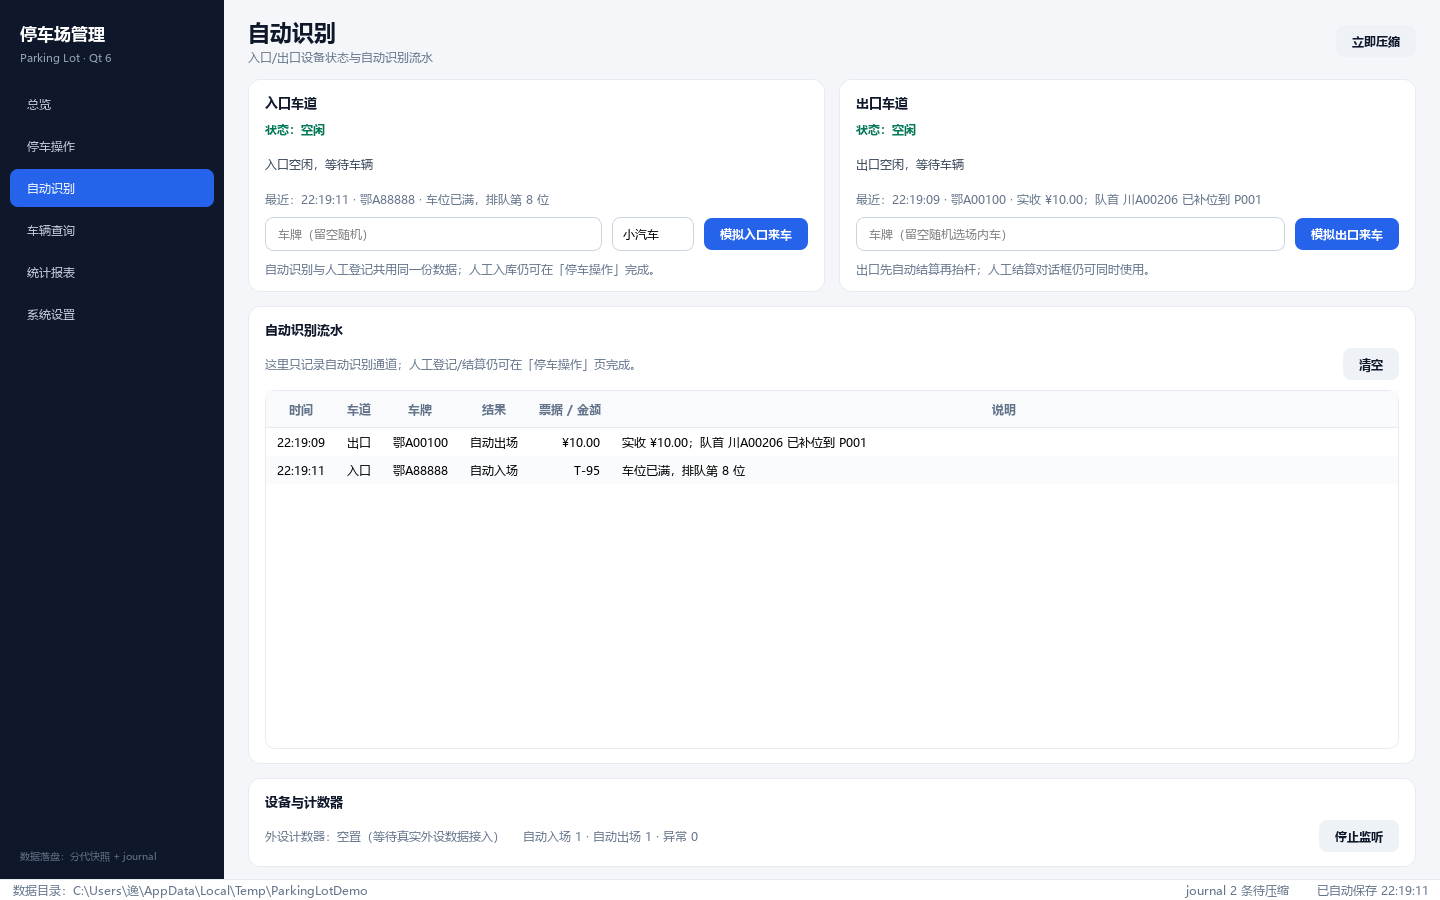 停车场管理
Parking Lot · Qt 6
总览
停车操作
自动识别
车辆查询
统计报表
系统设置
数据落盘：分代快照 + journal
自动识别
入口/出口设备状态与自动识别流水
立即压缩
入口车道
状态：空闲
入口空闲，等待车辆
最近：22:19:11 · 鄂A88888 · 车位已满，排队第 8 位
车牌（留空随机）
小汽车
模拟入口来车
自动识别与人工登记共用同一份数据；人工入库仍可在「停车操作」完成。
出口车道
状态：空闲
出口空闲，等待车辆
最近：22:19:09 · 鄂A00100 · 实收 ¥10.00；队首 川A00206 已补位到 P001
车牌（留空随机选场内车）
模拟出口来车
出口先自动结算再抬杆；人工结算对话框仍可同时使用。
自动识别流水
这里只记录自动识别通道；人工登记/结算仍可在「停车操作」页完成。
清空
时间 车道 车牌 结果 票据 / 金额 说明
22:19:09 出口 鄂A00100 自动出场 ¥10.00 实收 ¥10.00；队首 川A00206 已补位到 P001
22:19:11 入口 鄂A88888 自动入场 T-95 车位已满，排队第 8 位
设备与计数器
外设计数器：空置（等待真实外设数据接入） 自动入场 1 · 自动出场 1 · 异常 0
停止监听
数据目录：C:\Users\逸\AppData\Local\Temp\ParkingLotDemo
journal 2 条待压缩 已自动保存 22:19:11